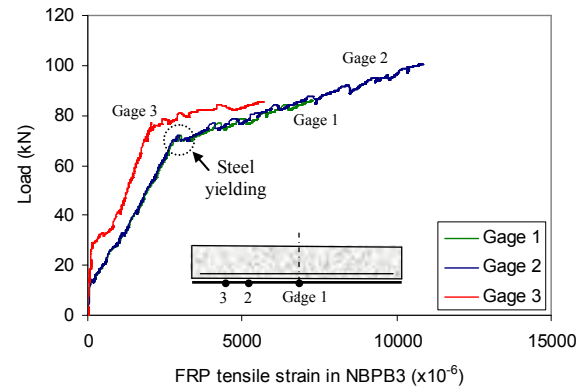 120
100
80
60
40
20
0
Load (kN)
Gage 2
Gage 3
Gage 1
Steel
yielding
3 2 Gage 1
Gage 1
Gage 2
Gage 3
0 5000 10000 15000
FRP tensile strain in NBPB3 (x10⁻⁶)